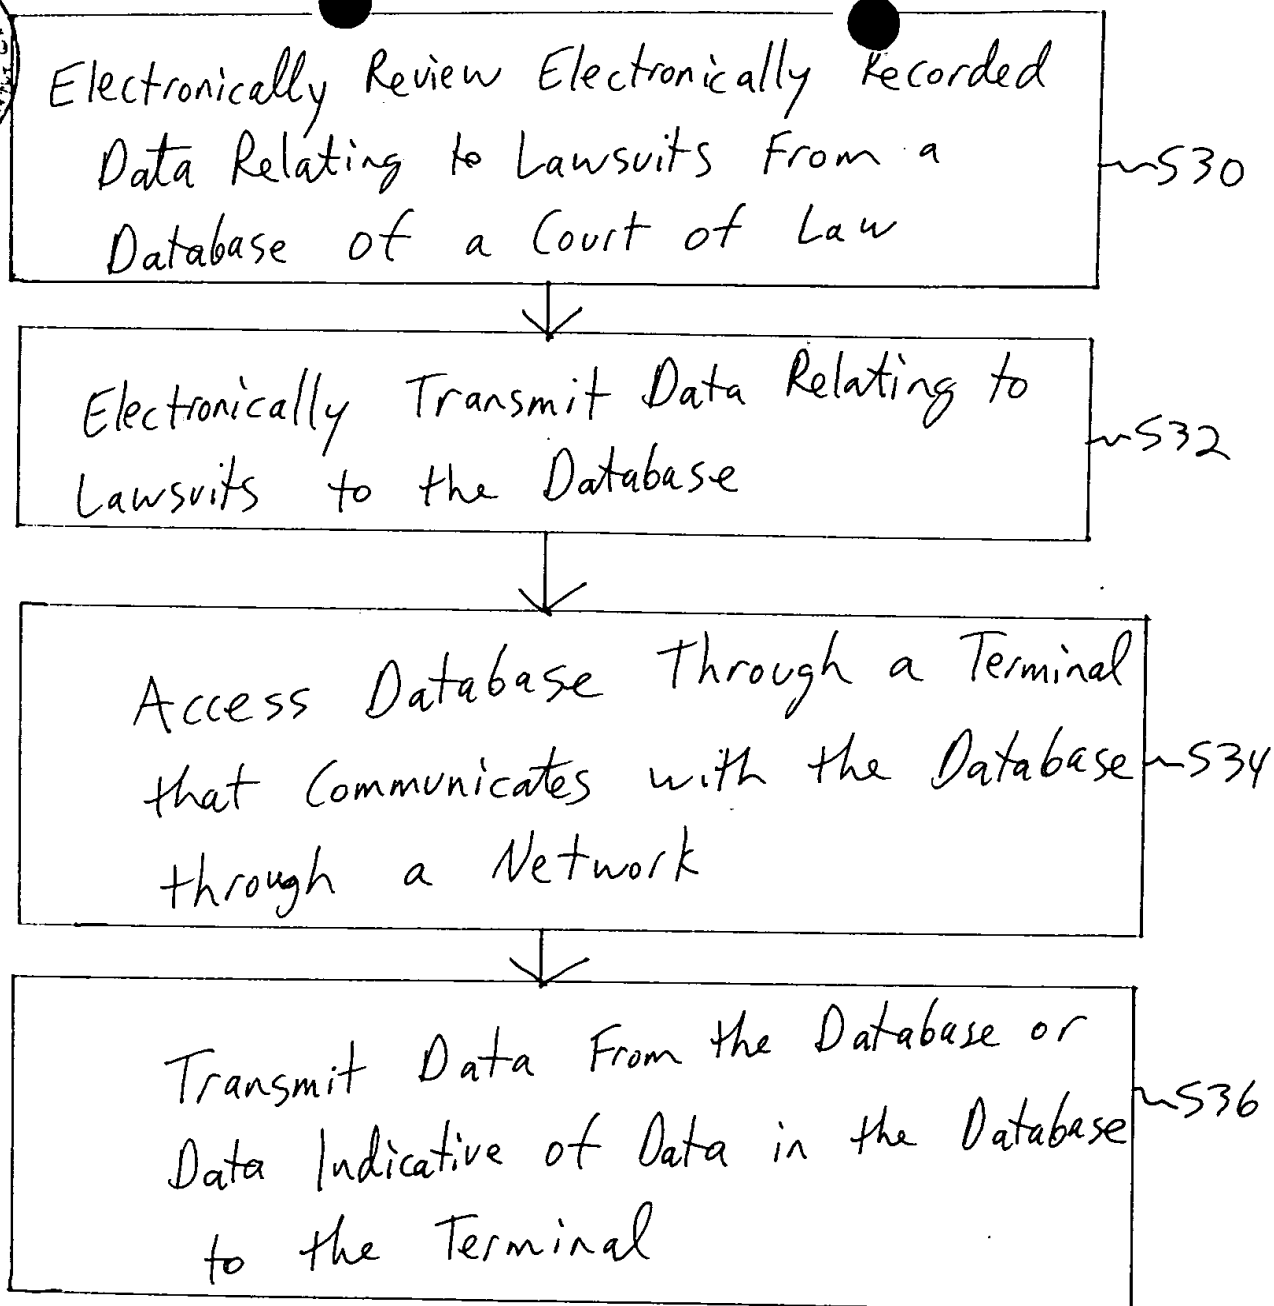 Electronically Review Electronically Recorded
Data Relating to Lawsuits From a
Database of a Court of Law
S30
Electronically Transmit Data Relating to
Lawsuits to the Database
S32
Access Database Through a Terminal
that Communicates with the Database
through a Network
S34
Transmit Data From the Database or
Data Indicative of Data in the Database
to the Terminal
S36